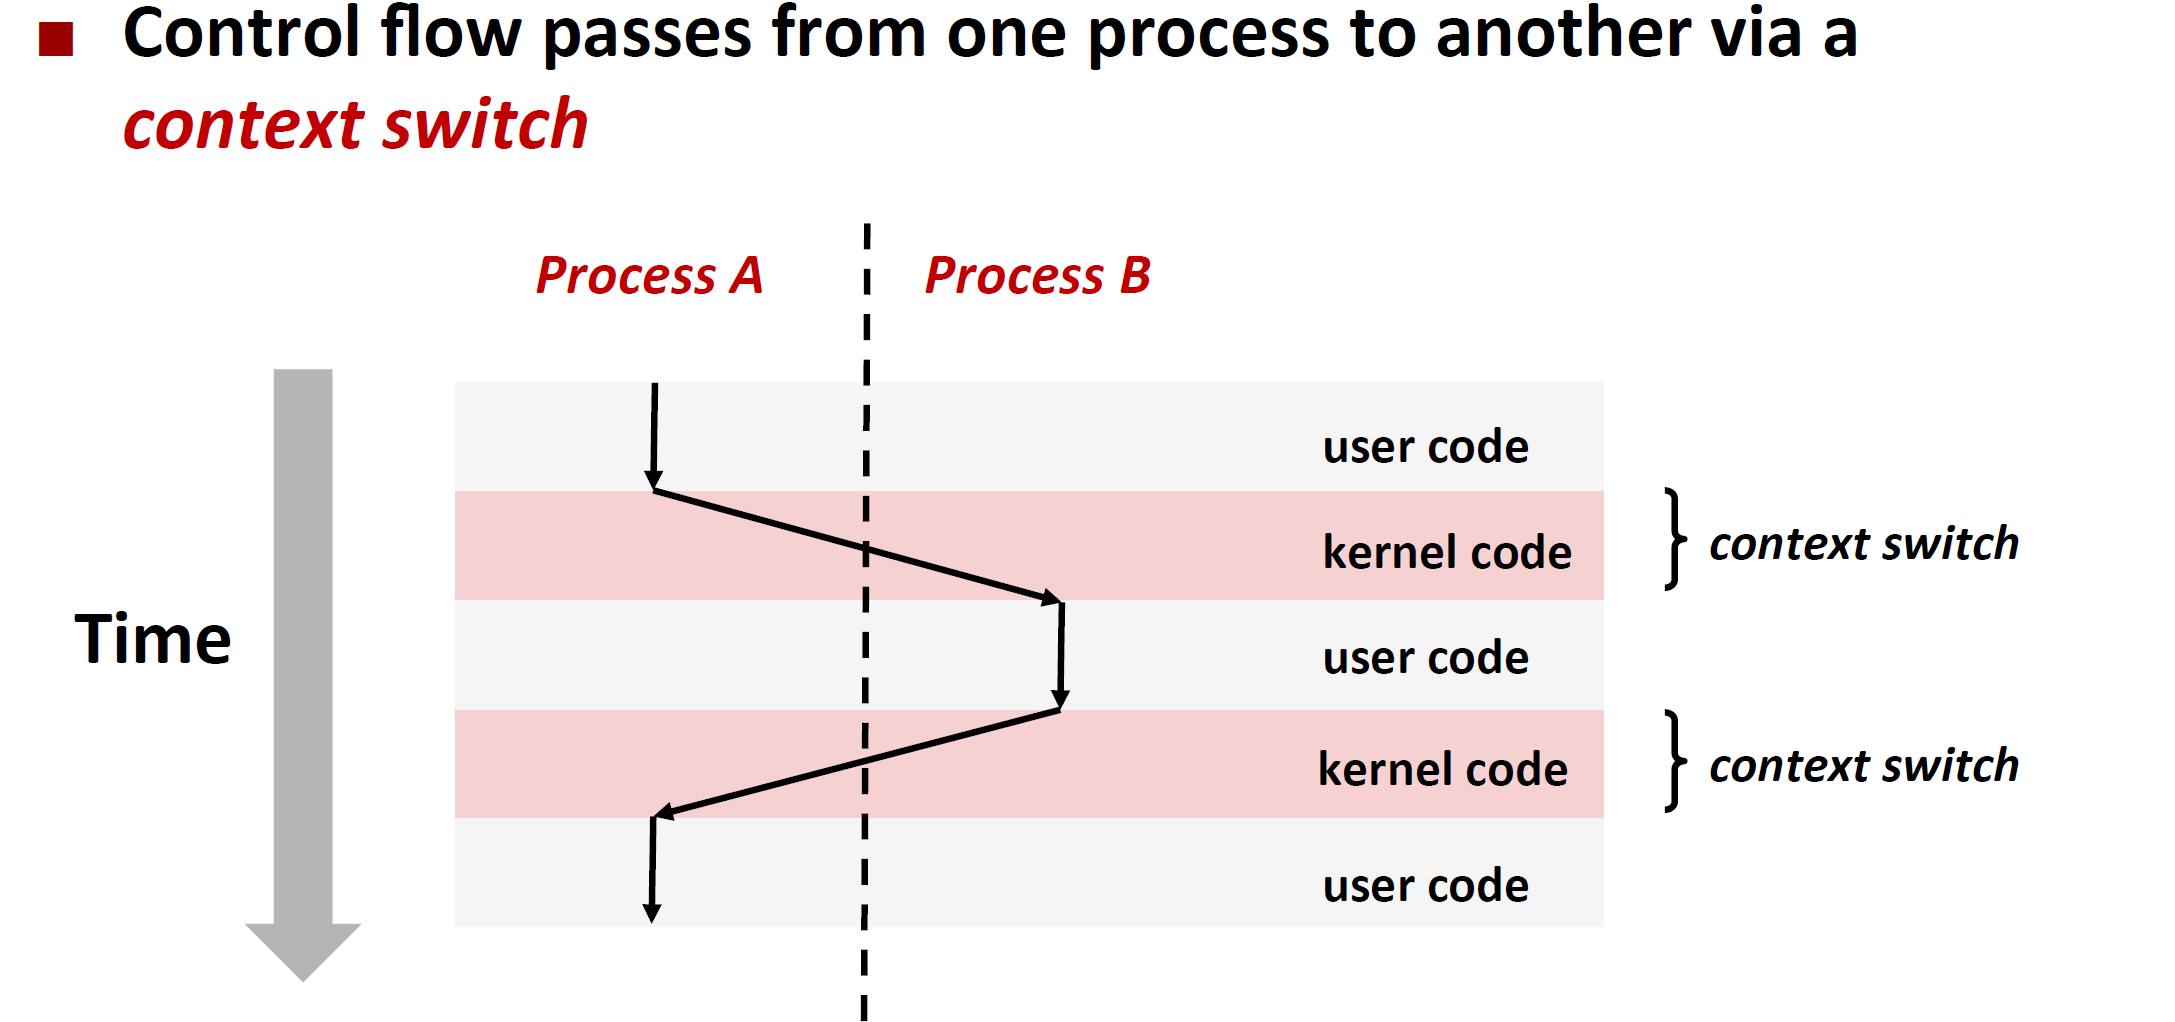 Control flow passes from one process to another via a
context switch
Process A
Process B
user code
kernel code
context switch
Time
user code
kernel code
context switch
user code